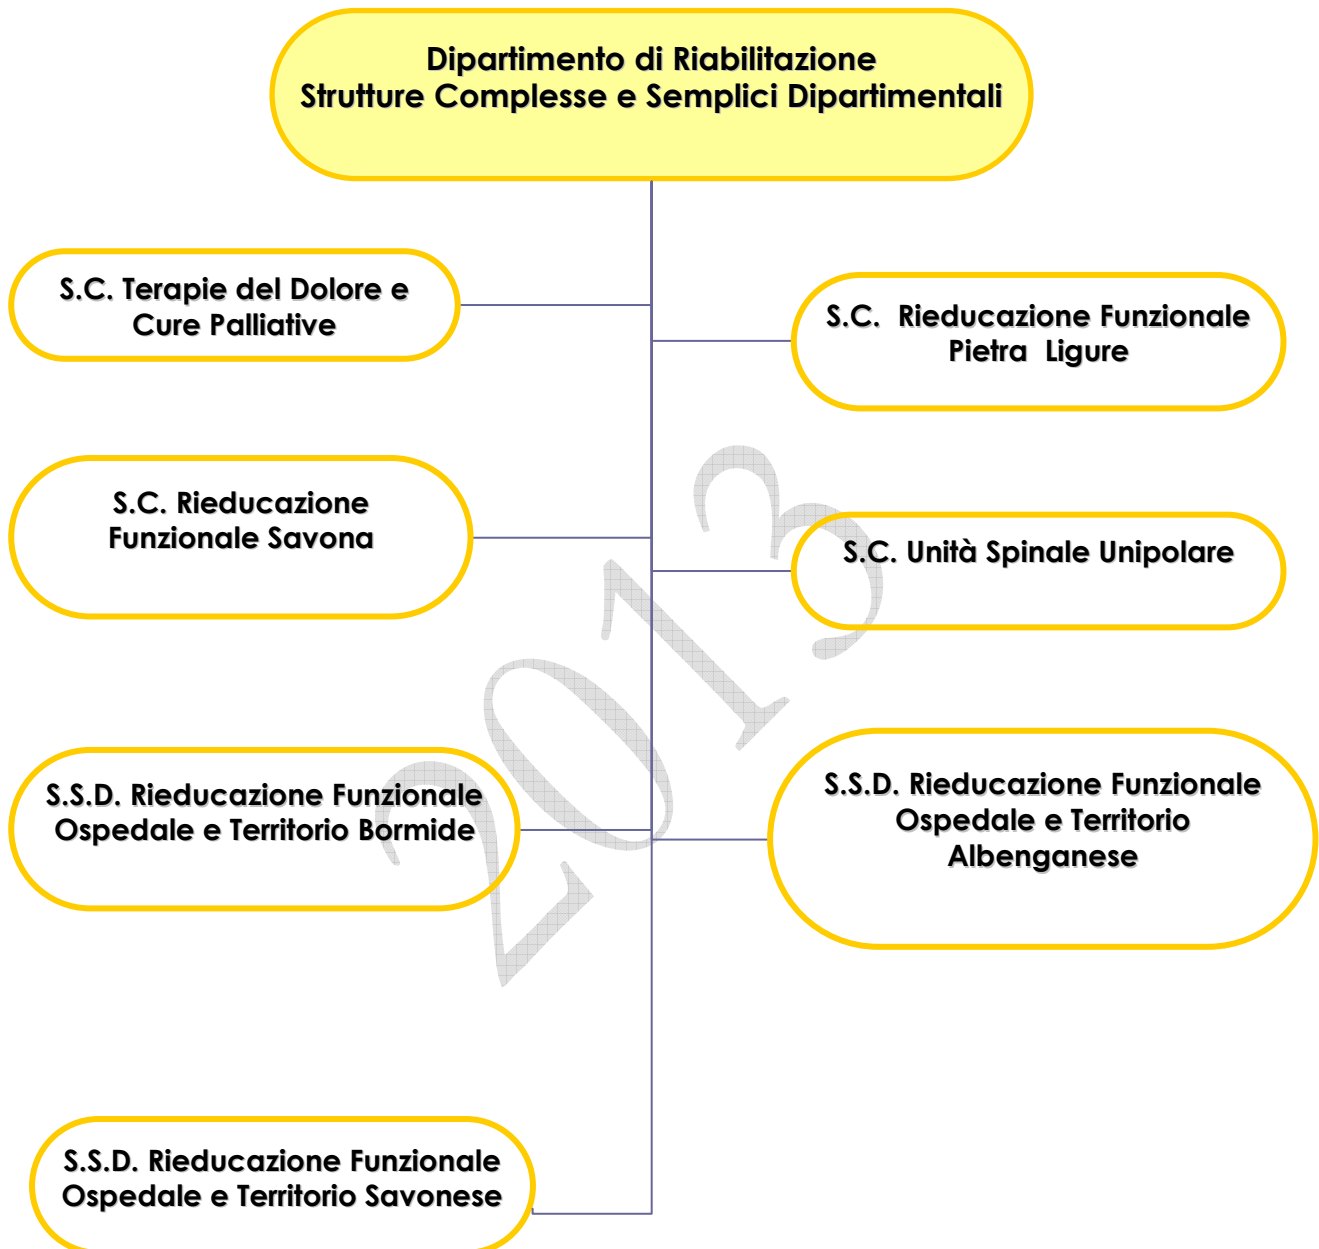 Dipartimento di Riabilitazione
Strutture Complesse e Semplici Dipartimentali
S.C. Terapie del Dolore e
Cure Palliative
S.C. Rieducazione Funzionale
Pietra Ligure
S.C. Rieducazione
Funzionale Savona
S.C. Unità Spinale Unipolare
S.S.D. Rieducazione Funzionale
Ospedale e Territorio Bormide
S.S.D. Rieducazione Funzionale
Ospedale e Territorio
Albenganese
S.S.D. Rieducazione Funzionale
Ospedale e Territorio Savonese
2013